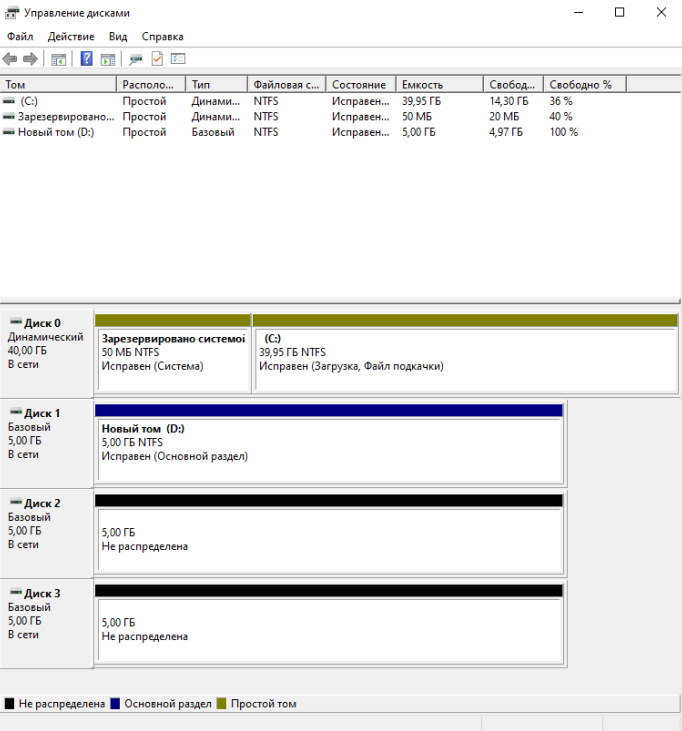 Управление дисками
Файл Действие Вид Справка
Том Располо... Тип Файловая с... Состояние Емкость Свобод... Свободно %
(C:) Простой Динами... NTFS Исправен... 39,95 ГБ 14,30 ГБ 36 %
Зарезервировано... Простой Динами... NTFS Исправен... 50 МБ 20 МБ 40 %
Новый том (D:) Простой Базовый NTFS Исправен... 5,00 ГБ 4,97 ГБ 100 %
Диск 0
Динамический
40,00 ГБ
В сети
Зарезервировано системой
50 МБ NTFS
Исправен (Система)
(C:)
39,95 ГБ NTFS
Исправен (Загрузка, Файл подкачки)
Диск 1
Базовый
5,00 ГБ
В сети
Новый том (D:)
5,00 ГБ NTFS
Исправен (Основной раздел)
Диск 2
Базовый
5,00 ГБ
В сети
5,00 ГБ
Не распределена
Диск 3
Базовый
5,00 ГБ
В сети
5,00 ГБ
Не распределена
Не распределена Основной раздел Простой том